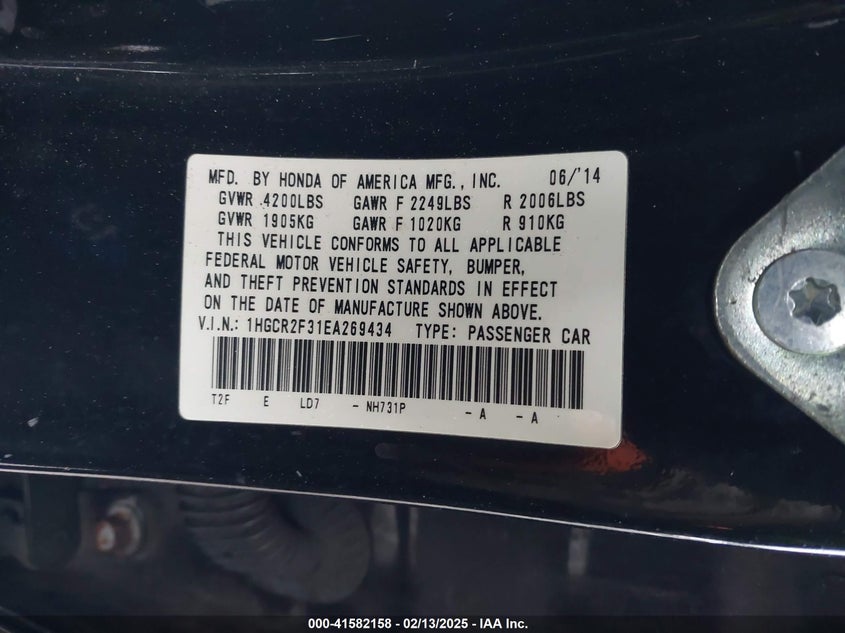 MFD. BY HONDA OF AMERICA MFG., INC. 06/'14
GVWR 4200LBS GAWR F 2249LBS R 2006LBS
GVWR 1905KG GAWR F 1020KG R 910KG
THIS VEHICLE CONFORMS TO ALL APPLICABLE
FEDERAL MOTOR VEHICLE SAFETY, BUMPER,
AND THEFT PREVENTION STANDARDS IN EFFECT
ON THE DATE OF MANUFACTURE SHOWN ABOVE.
V.I.N.: 1HGCR2F31EA269434 TYPE: PASSENGER CAR
T2F E LD7 - NH731P - A - A
000-41582158 - 02/13/2025 - IAA Inc.